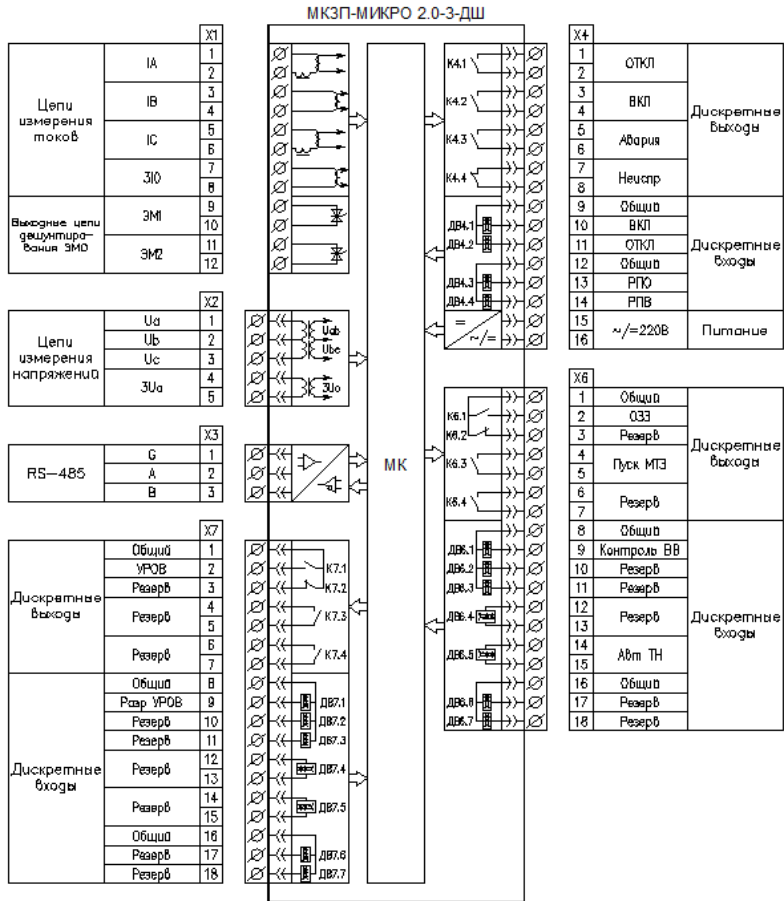 МКЗП-МИКРО 2.0-3-ДШ
X1
Цепи измерения токов
IA
1
2
IB
3
4
IC
5
6
3I0
7
8
Выходные цепи дешунтиро-вания ЭМО
ЭМ1
9
10
ЭМ2
11
12
X2
Цепи измерения напряжений
Ua
1
Ub
2
Uc
3
3Uo
4
5
Uab
Ubc
3Uo
X3
RS-485
G
1
A
2
B
3
X7
Дискретные выходы
Общий
1
УРОВ
2
Резерв
3
Резерв
4
5
Резерв
6
7
K7.1
K7.2
K7.3
K7.4
Дискретные входы
Общий
8
Разр УРОВ
9
Резерв
10
Резерв
11
Резерв
12
13
Резерв
14
15
Общий
16
Резерв
17
Резерв
18
ДВ7.1
ДВ7.2
ДВ7.3
ДВ7.4
ДВ7.5
ДВ7.6
ДВ7.7
МК
K4.1
K4.2
K4.3
K4.4
ДВ4.1
ДВ4.2
ДВ4.3
ДВ4.4
=
~/=
X4
1
2
ОТКЛ
3
4
ВКЛ
5
6
Авария
7
8
Неиспр
Дискретные выходы
9
Общий
10
ВКЛ
11
ОТКЛ
12
Общий
13
РПО
14
РПВ
Дискретные входы
15
16
~/=220В
Питание
K6.1
K6.2
K6.3
K6.4
ДВ6.1
ДВ6.2
ДВ6.3
ДВ6.4
ДВ6.5
ДВ6.6
ДВ6.7
X6
1
Общий
2
ОЗЗ
3
Резерв
4
5
Пуск МТЗ
6
7
Резерв
Дискретные выходы
8
Общий
9
Контроль ВВ
10
Резерв
11
Резерв
12
13
Резерв
14
15
Авт ТН
16
Общий
17
Резерв
18
Резерв
Дискретные входы